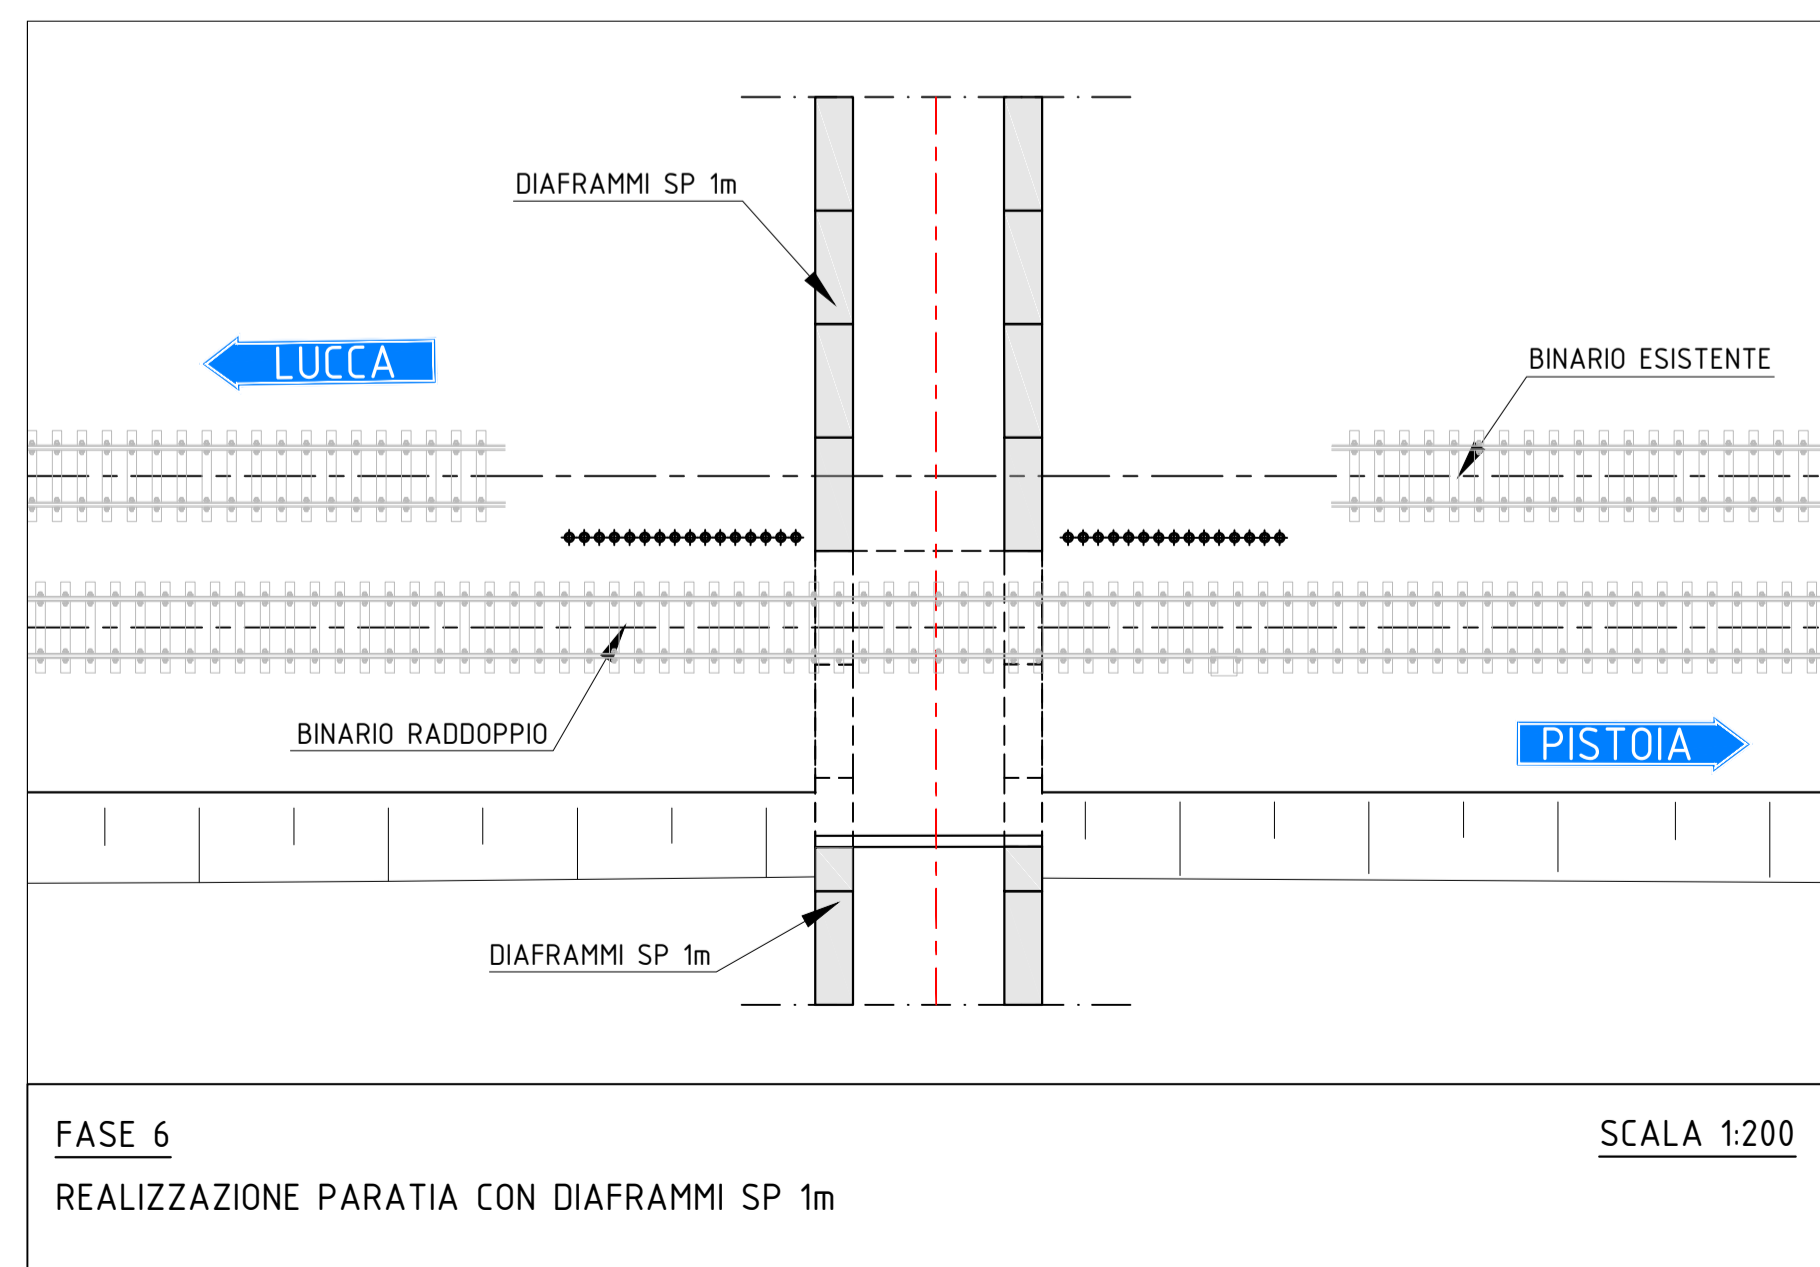 DIAFRAMMI SP 1m
LUCCA
BINARIO ESISTENTE
BINARIO RADDOPPIO
PISTOIA
DIAFRAMMI SP 1m
FASE 6
SCALA 1:200
REALIZZAZIONE PARATIA CON DIAFRAMMI SP 1m